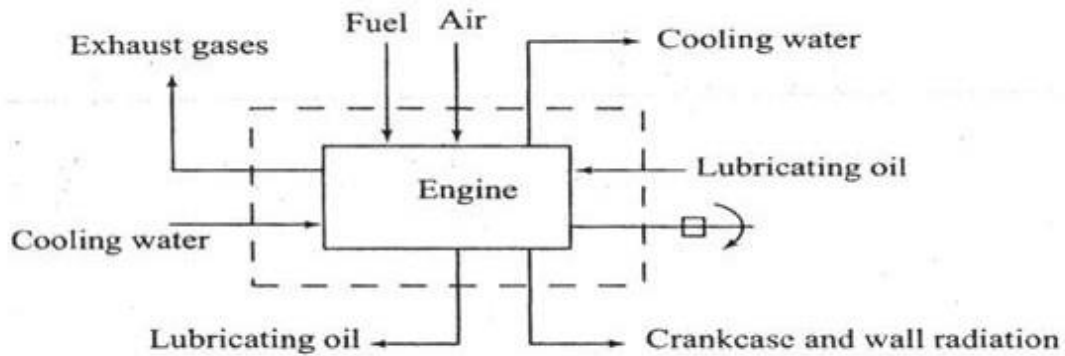 Fuel
Air
Exhaust gases
Cooling water
Engine
Lubricating oil
Cooling water
Lubricating oil
Crankcase and wall radiation